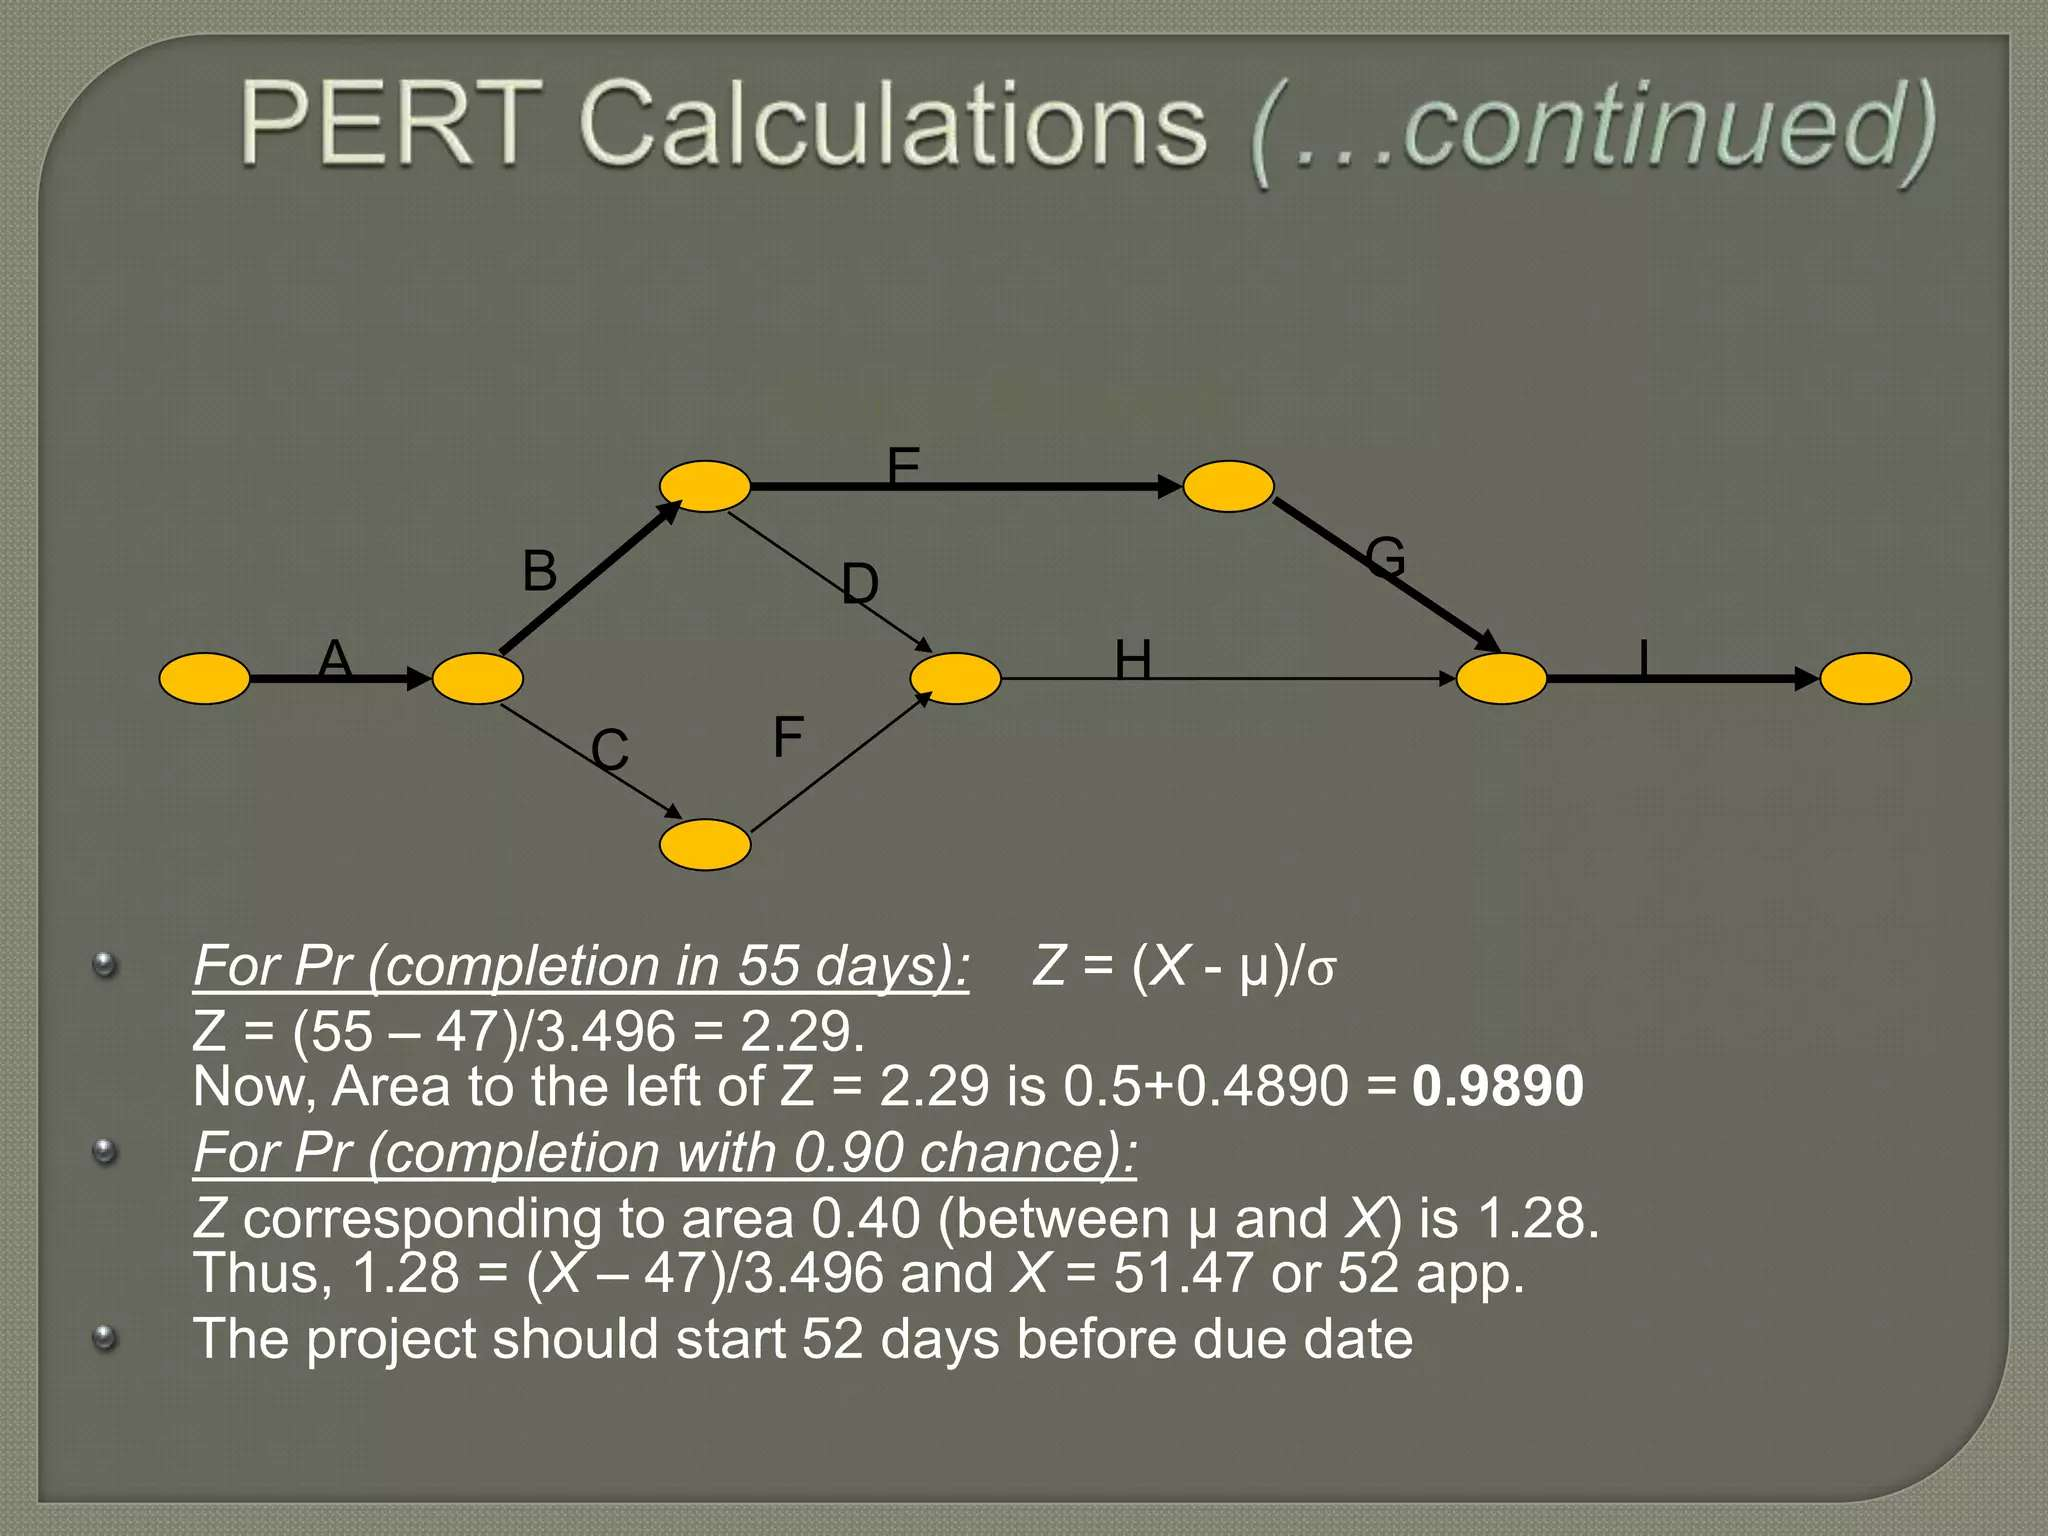 PERT Calculations (…continued)
E
B
D
G
A
H
I
C
F
For Pr (completion in 55 days): Z = (X - µ)/σ
Z = (55 – 47)/3.496 = 2.29.
Now, Area to the left of Z = 2.29 is 0.5+0.4890 = 0.9890
For Pr (completion with 0.90 chance):
Z corresponding to area 0.40 (between µ and X) is 1.28.
Thus, 1.28 = (X – 47)/3.496 and X = 51.47 or 52 app.
The project should start 52 days before due date